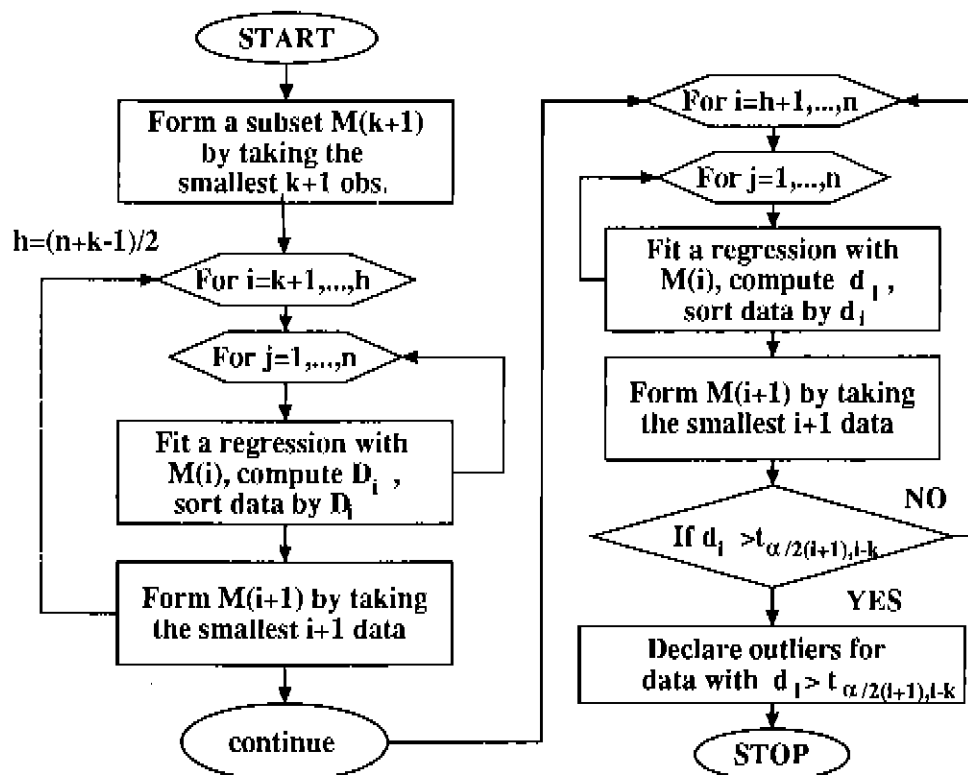 START
Form a subset M(k+1)
by taking the
smallest k+1 obs.
h=(n+k-1)/2
For i=k+1,...,h
For j=1,...,n
Fit a regression with
M(i), compute D_i ,
sort data by D_i
Form M(i+1) by taking
the smallest i+1 data
continue
For i=h+1,...,n
For j=1,...,n
Fit a regression with
M(i), compute d_i ,
sort data by d_i
Form M(i+1) by taking
the smallest i+1 data
If d_i >t_α/2(i+1),i-k
NO
YES
Declare outliers for
data with d_i > t_α/2(i+1),i-k
STOP